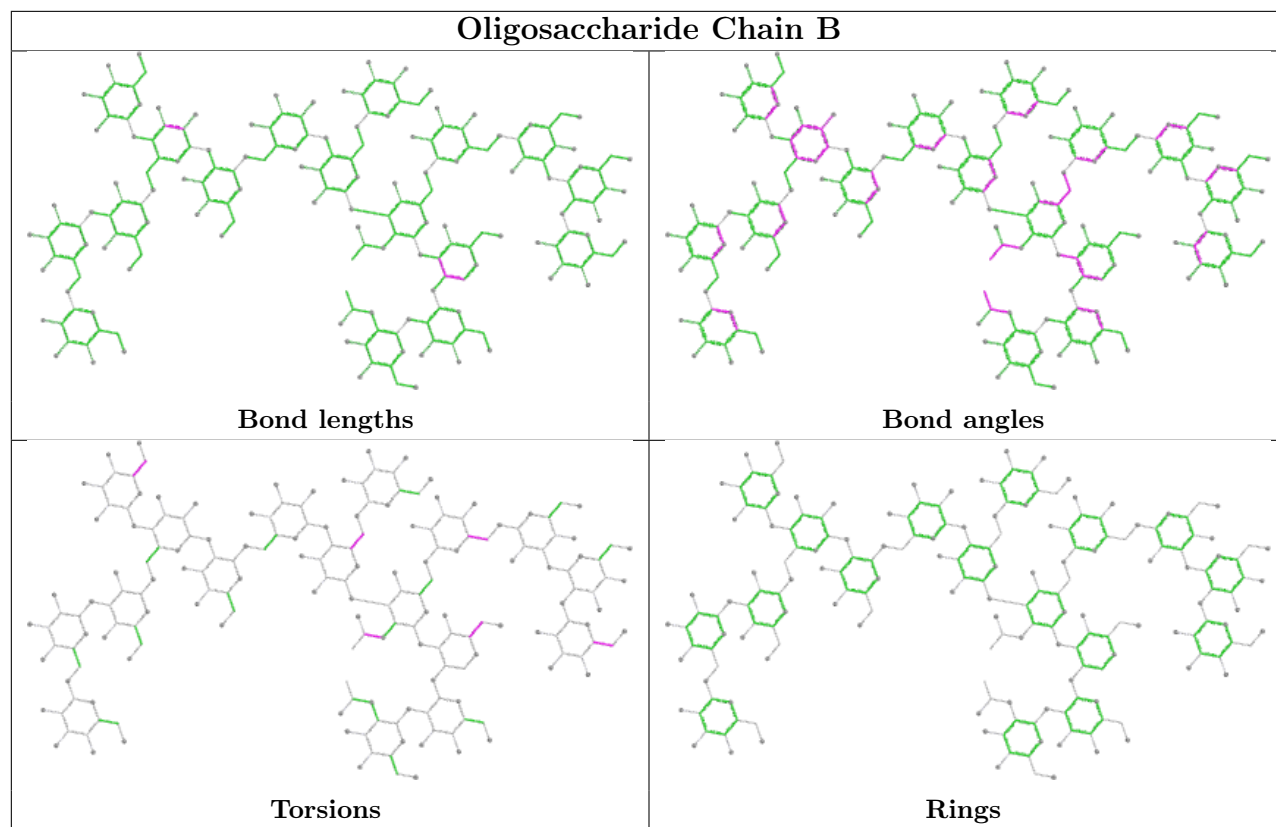 Oligosaccharide Chain B
Bond lengths
Bond angles
Torsions
Rings